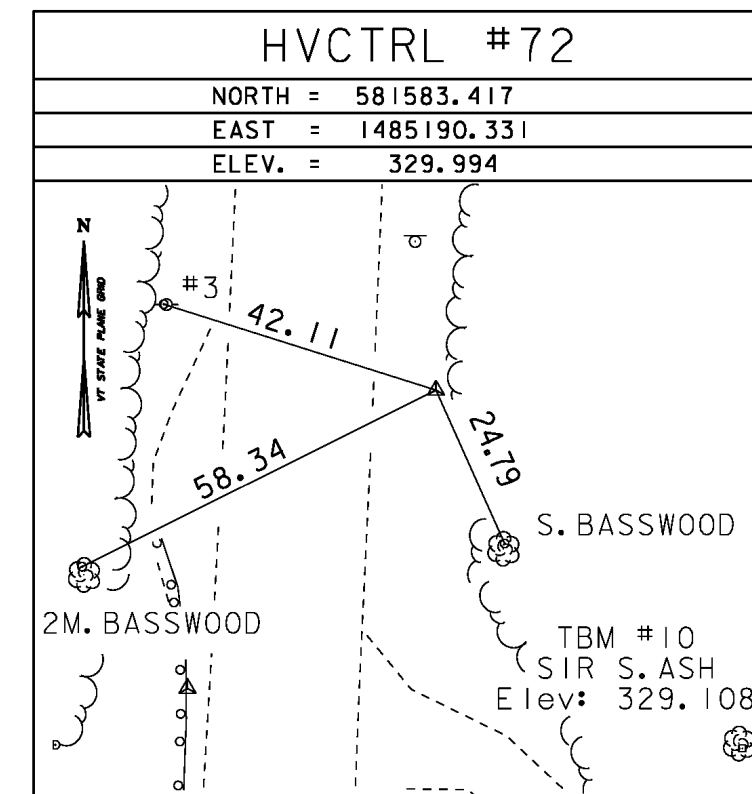 HVCTRL #72
NORTH = 581583.417
EAST = 1485190.331
ELEV. = 329.994
N
VT STATE PLANE GRID
#3
42.11
58.34
24.79
S. BASSWOOD
2M. BASSWOOD
TBM #10
SIR S. ASH
Elev: 329.108